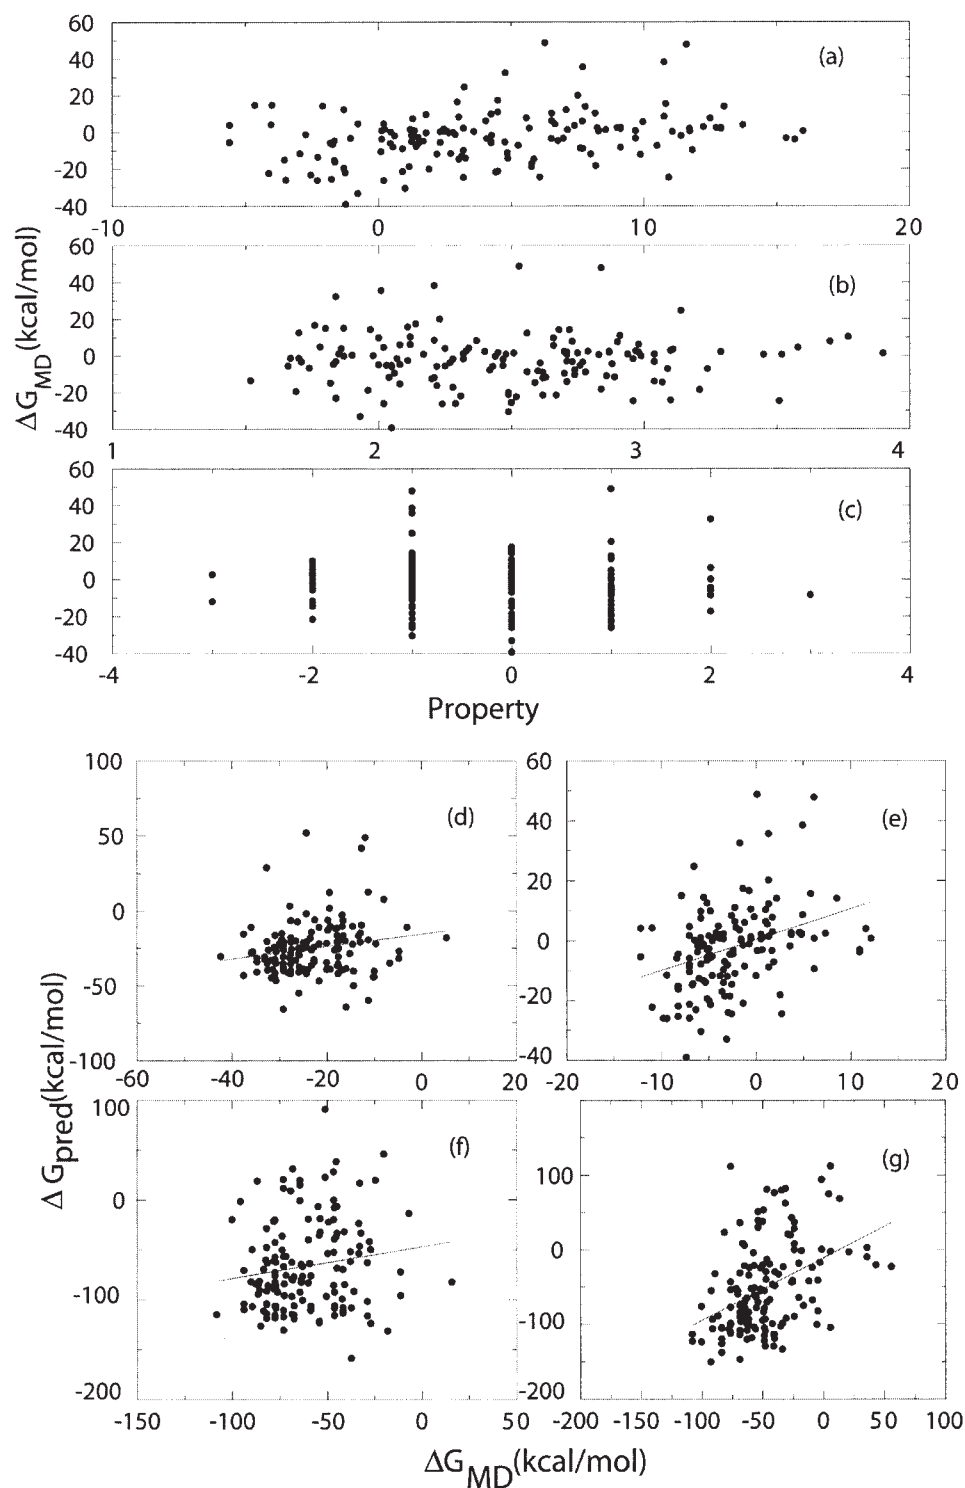 60
40
20
0
-20
-40
(a)
-10 0 10 20
60
40
20
0
-20
-40
(b)
1 2 3 4
60
40
20
0
-20
-40
(c)
-4 -2 0 2 4
ΔG_MD(kcal/mol)
Property
100
50
0
-50
-100
(d)
-60 -40 -20 0 20
60
40
20
0
-20
-40
(e)
-20 -10 0 10 20
100
0
-100
-200
(f)
-150 -100 -50 0 50
100
0
-100
-200
(g)
-200 -150 -100 -50 0 50 100
ΔG_pred(kcal/mol)
ΔG_MD(kcal/mol)